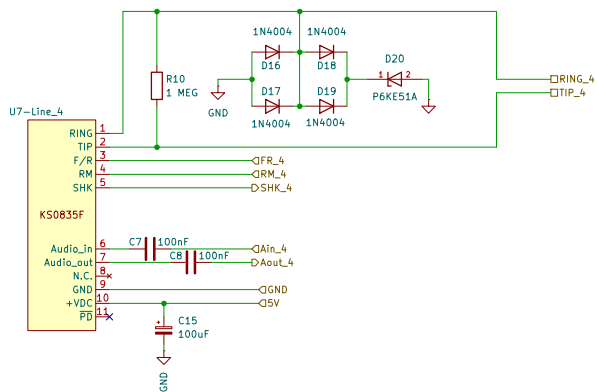 1N4004
1N4004
D20
D16
D18
R10
1
2
RING_4
1 MEG
D17
D19
P6KE51A
TIP_4
GND
U7-Line_4
1N4004
1N4004
RING
1
TIP
2
F/R
3
FR_4
RM
4
RM_4
SHK
5
SHK_4
KS0835F
C7
100nF
Audio_in
6
Ain_4
C8
100nF
Audio_out
7
Aout_4
N.C.
8
GND
9
GND
+VDC
10
5V
PD
11
C15
+
100uF
GND